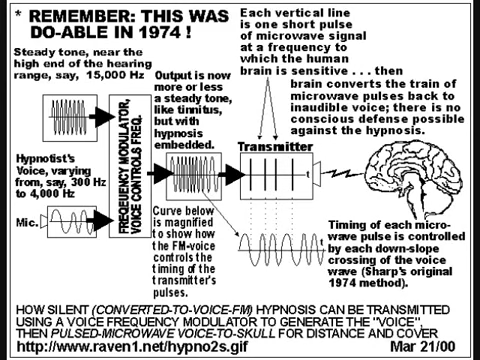 * REMEMBER: THIS WAS
DO-ABLE IN 1974 !
Steady tone, near the
high end of the hearing
range, say, 15,000 Hz
Each vertical line
is one short pulse
of microwave signal
at a frequency to
which the human
brain is sensitive . . . then
brain converts the train of
microwave pulses back to
inaudible voice; there is no
conscious defense possible
against the hypnosis.
Output is now
more or less
a steady tone,
like tinnitus,
but with
hypnosis
embedded.
FREQUENCY MODULATOR,
VOICE CONTROLS FREQ.
Transmitter
t
Hypnotist's
Voice, varying
from, say, 300 Hz
to 4,000 Hz
Mic.
Curve below
is magnified
to show how
the FM-voice
controls the
timing of the
transmitter's
pulses.
t
Timing of each micro-
wave pulse is controlled
by each down-slope
crossing of the voice
wave (Sharp's original
1974 method).
HOW SILENT (CONVERTED-TO-VOICE-FM) HYPNOSIS CAN BE TRANSMITTED
USING A VOICE FREQUENCY MODULATOR TO GENERATE THE "VOICE",
THEN PULSED-MICROWAVE VOICE-TO-SKULL FOR DISTANCE AND COVER
http://www.raven1.net/hypno2s.gif Mar 21/00